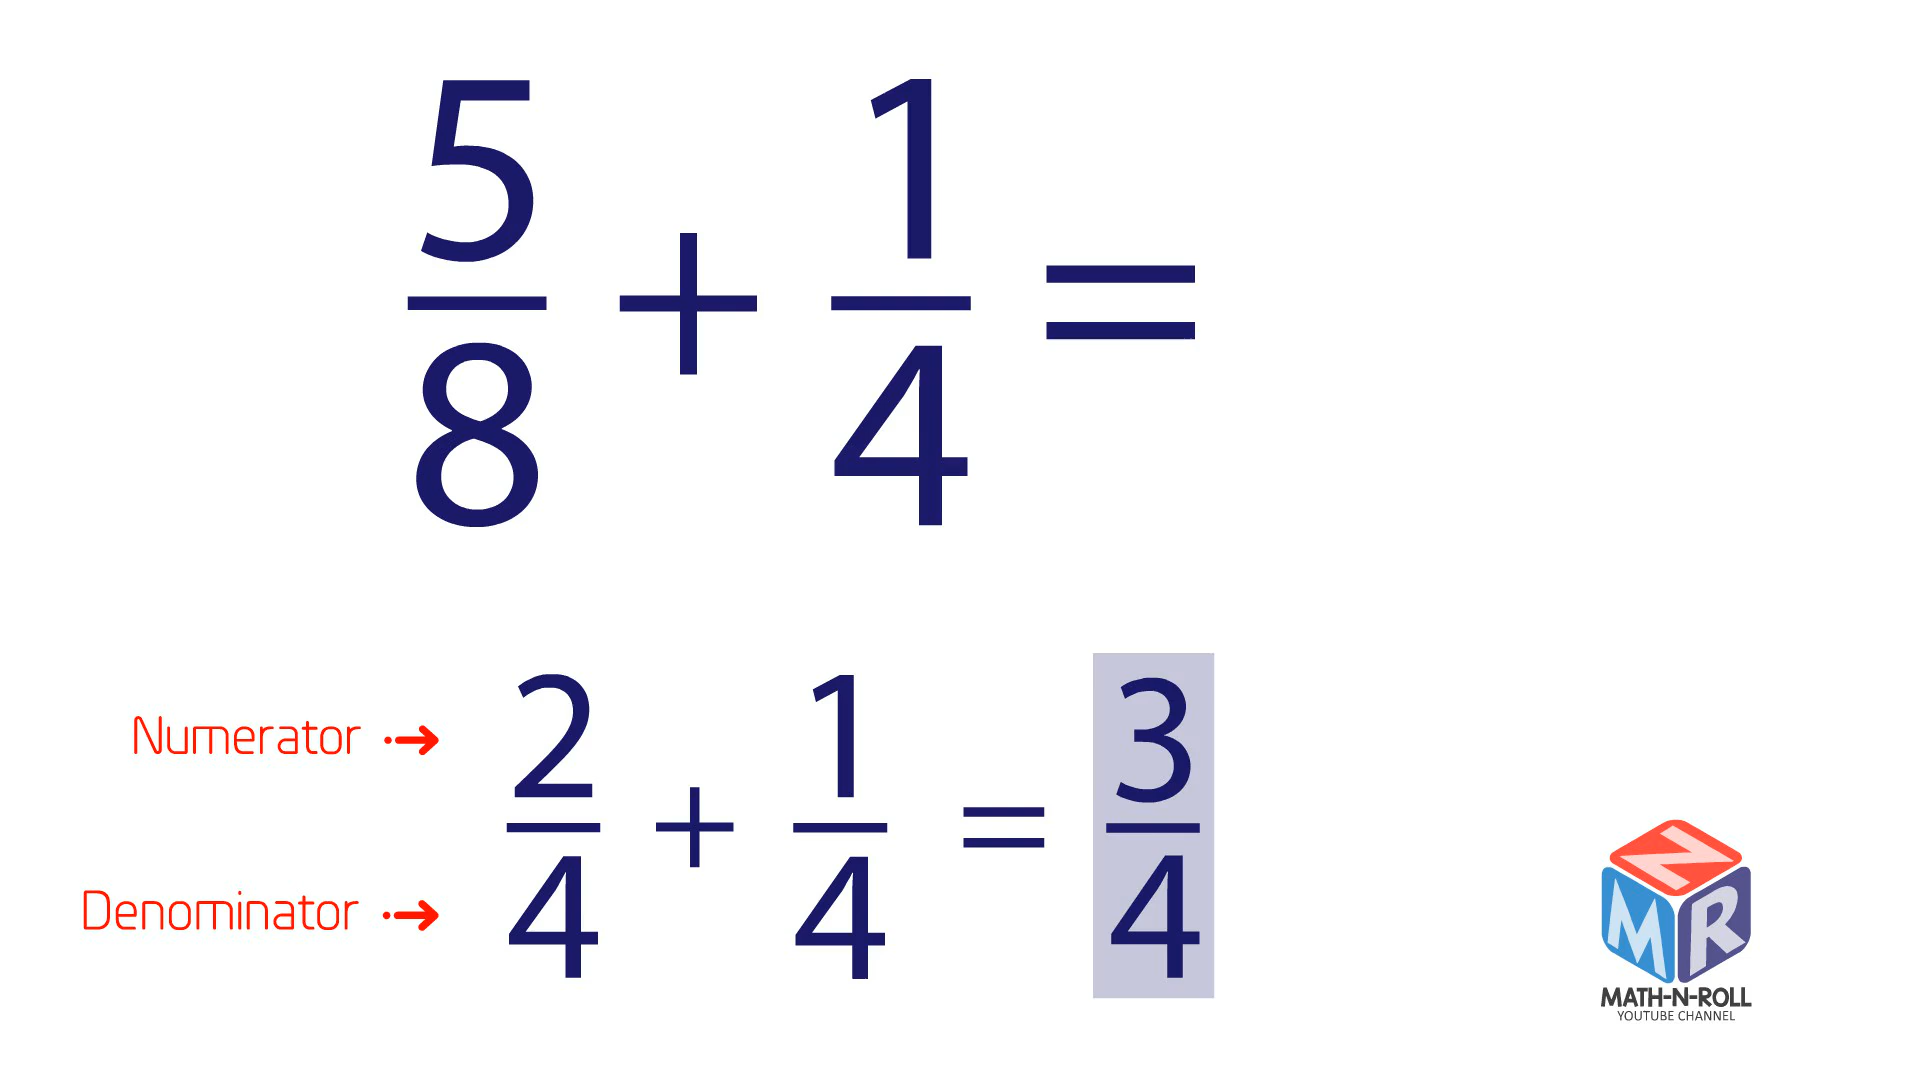 5/8 + 1/4 =
Numerator
Denominator
2/4 + 1/4 = 3/4
N
M R
MATH-N-ROLL
YOUTUBE CHANNEL